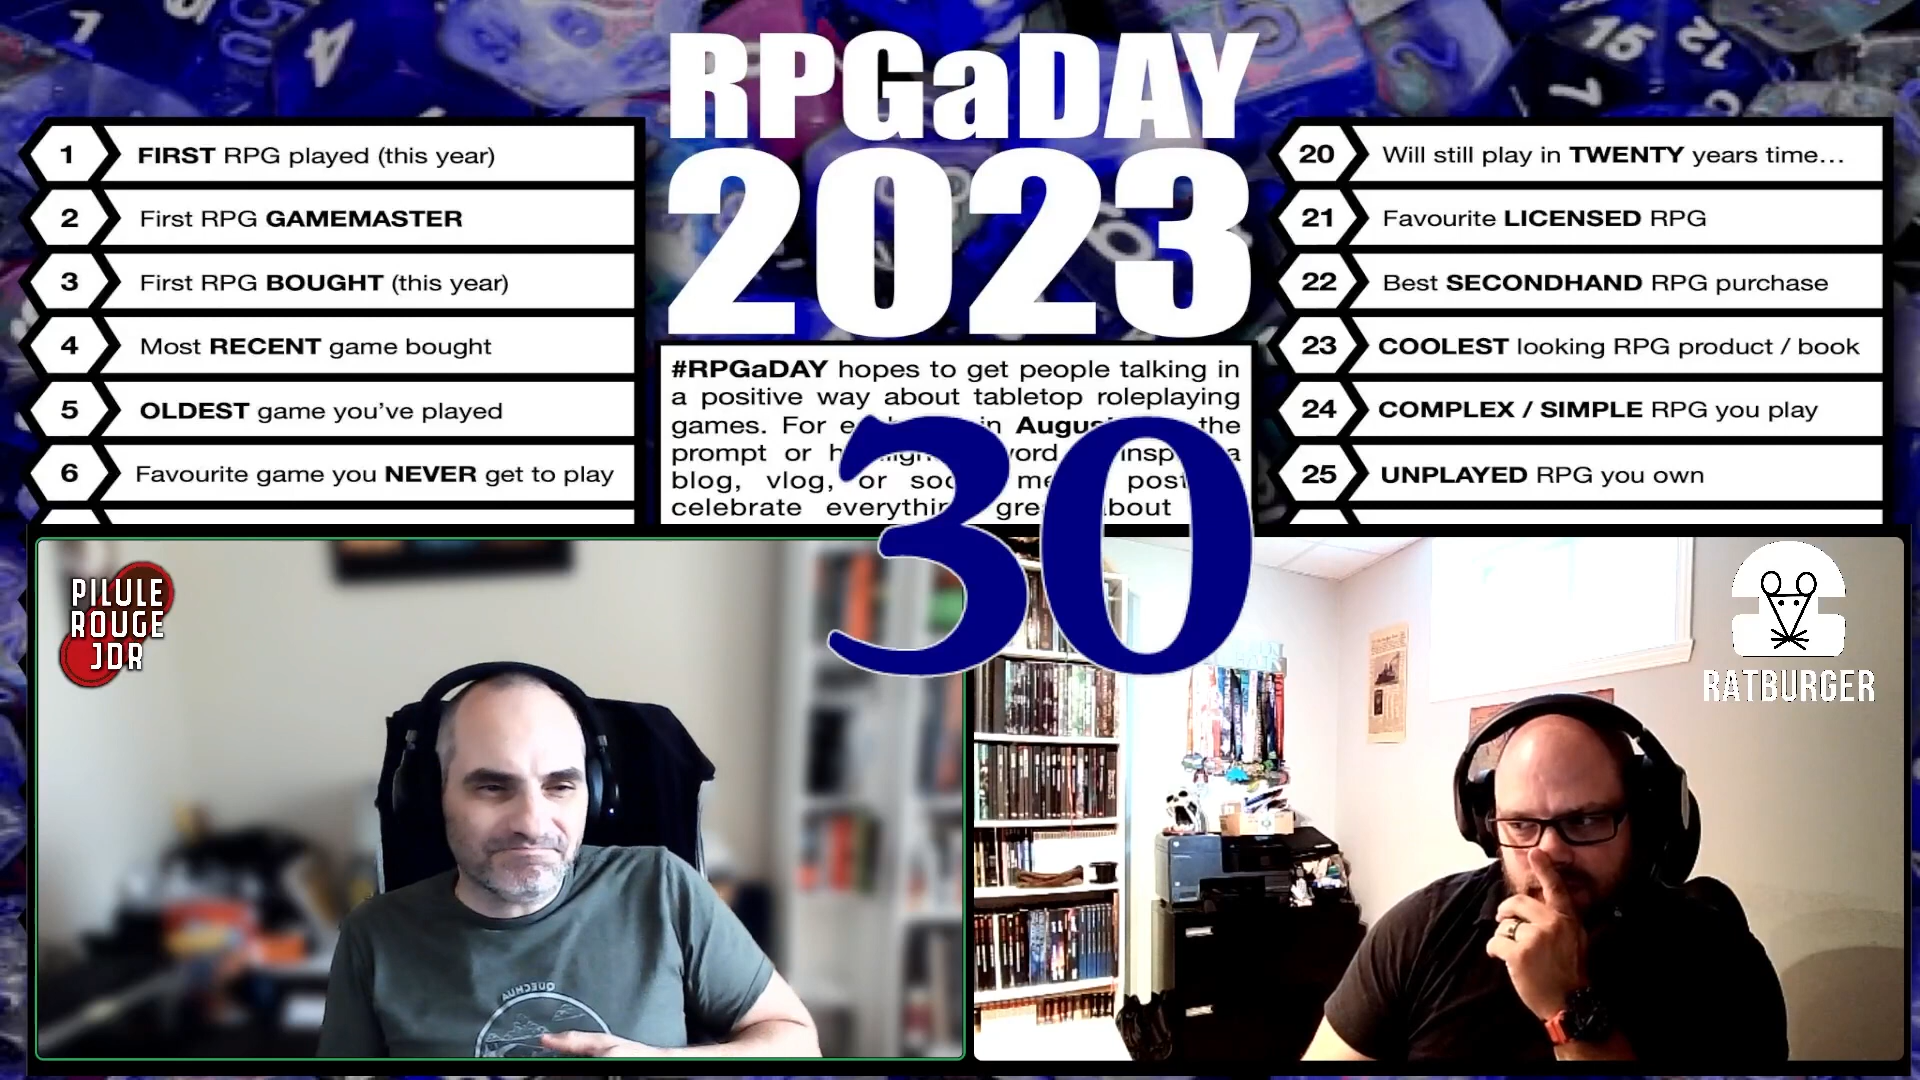 RPGaDAY
2023
1 FIRST RPG played (this year)
2 First RPG GAMEMASTER
3 First RPG BOUGHT (this year)
4 Most RECENT game bought
5 OLDEST game you've played
6 Favourite game you NEVER get to play
#RPGaDAY hopes to get people talking in
a positive way about tabletop roleplaying
games. For in the
prompt or
blog, vlog, or
celebrate
30
20 Will still play in TWENTY years time...
21 Favourite LICENSED RPG
22 Best SECONDHAND RPG purchase
23 COOLEST looking RPG product / book
24 COMPLEX / SIMPLE RPG you play
25 UNPLAYED RPG you own
PILULE
ROUGE
JDR
RATBURGER
QUECHUA